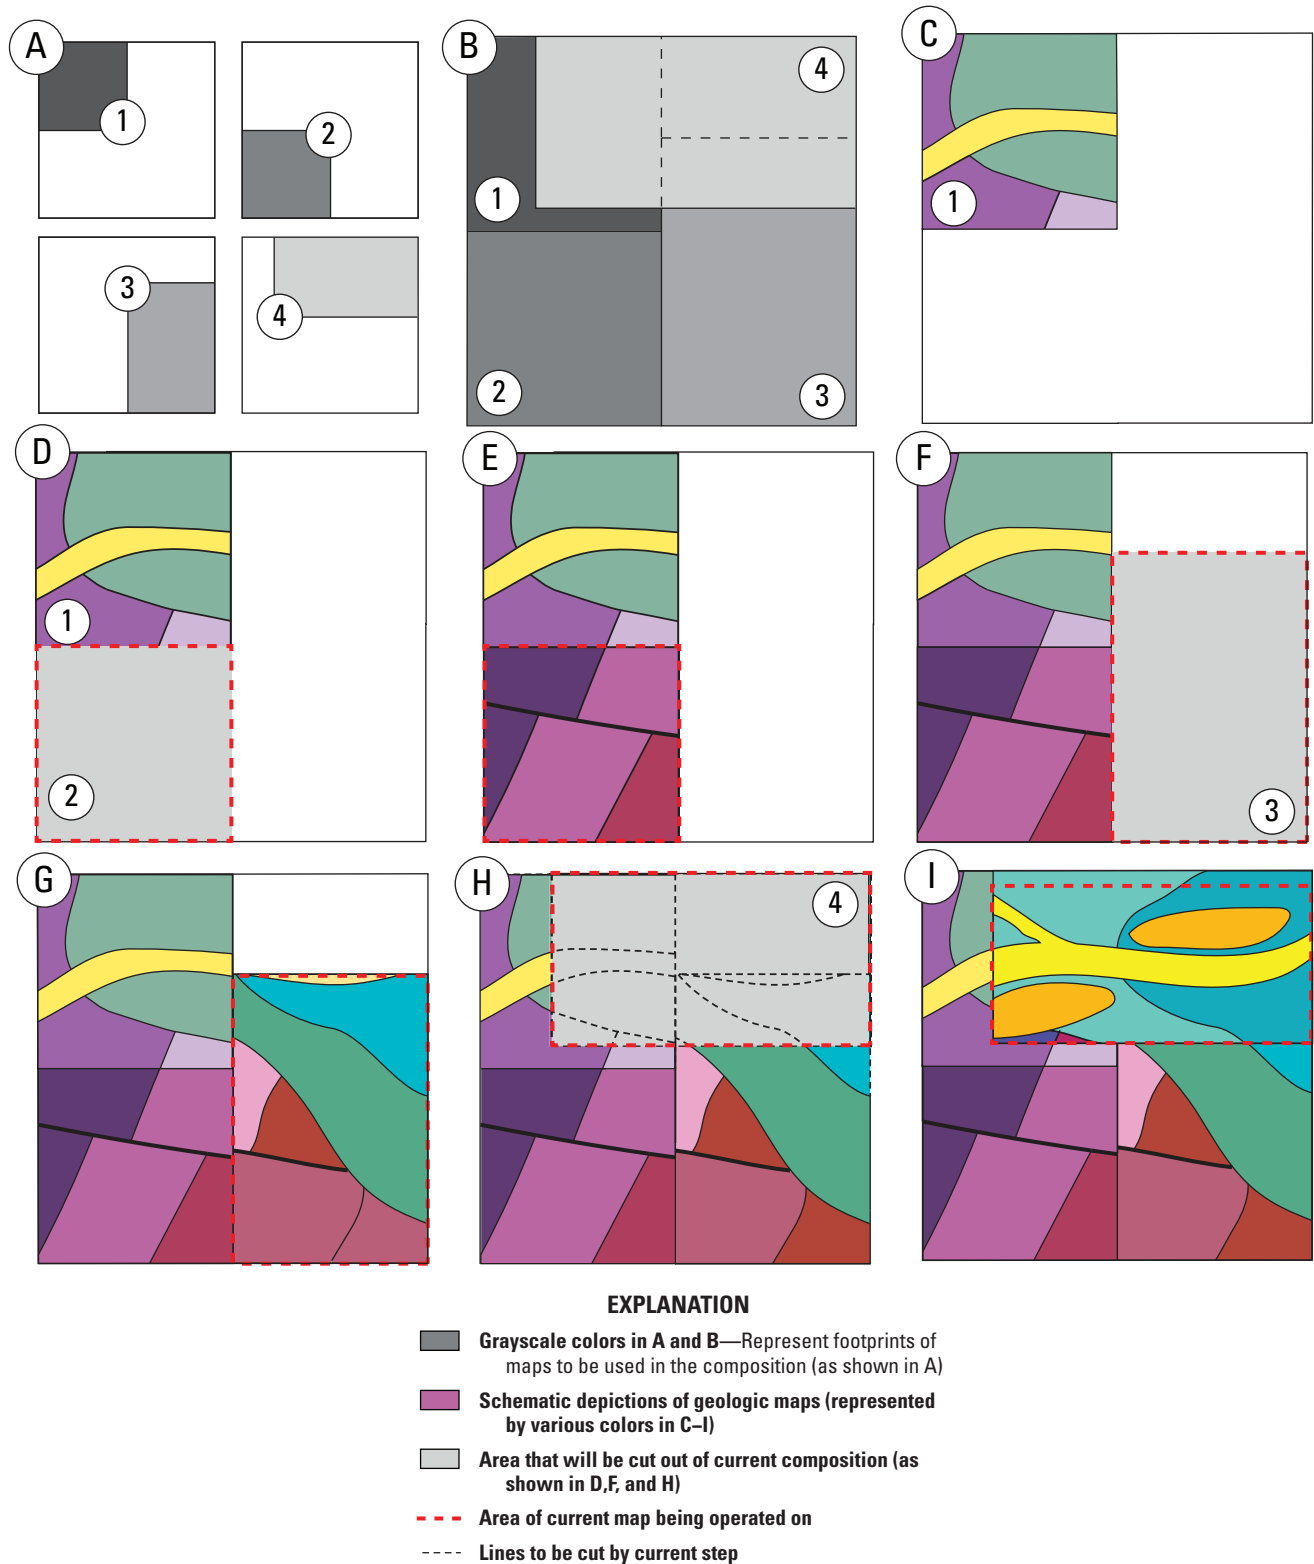 A
1
2
3
4
B
4
1
2
3
C
1
D
1
2
E
F
3
G
H
4
I
EXPLANATION
Grayscale colors in A and B—Represent footprints of
maps to be used in the composition (as shown in A)
Schematic depictions of geologic maps (represented
by various colors in C–I)
Area that will be cut out of current composition (as
shown in D,F, and H)
Area of current map being operated on
Lines to be cut by current step